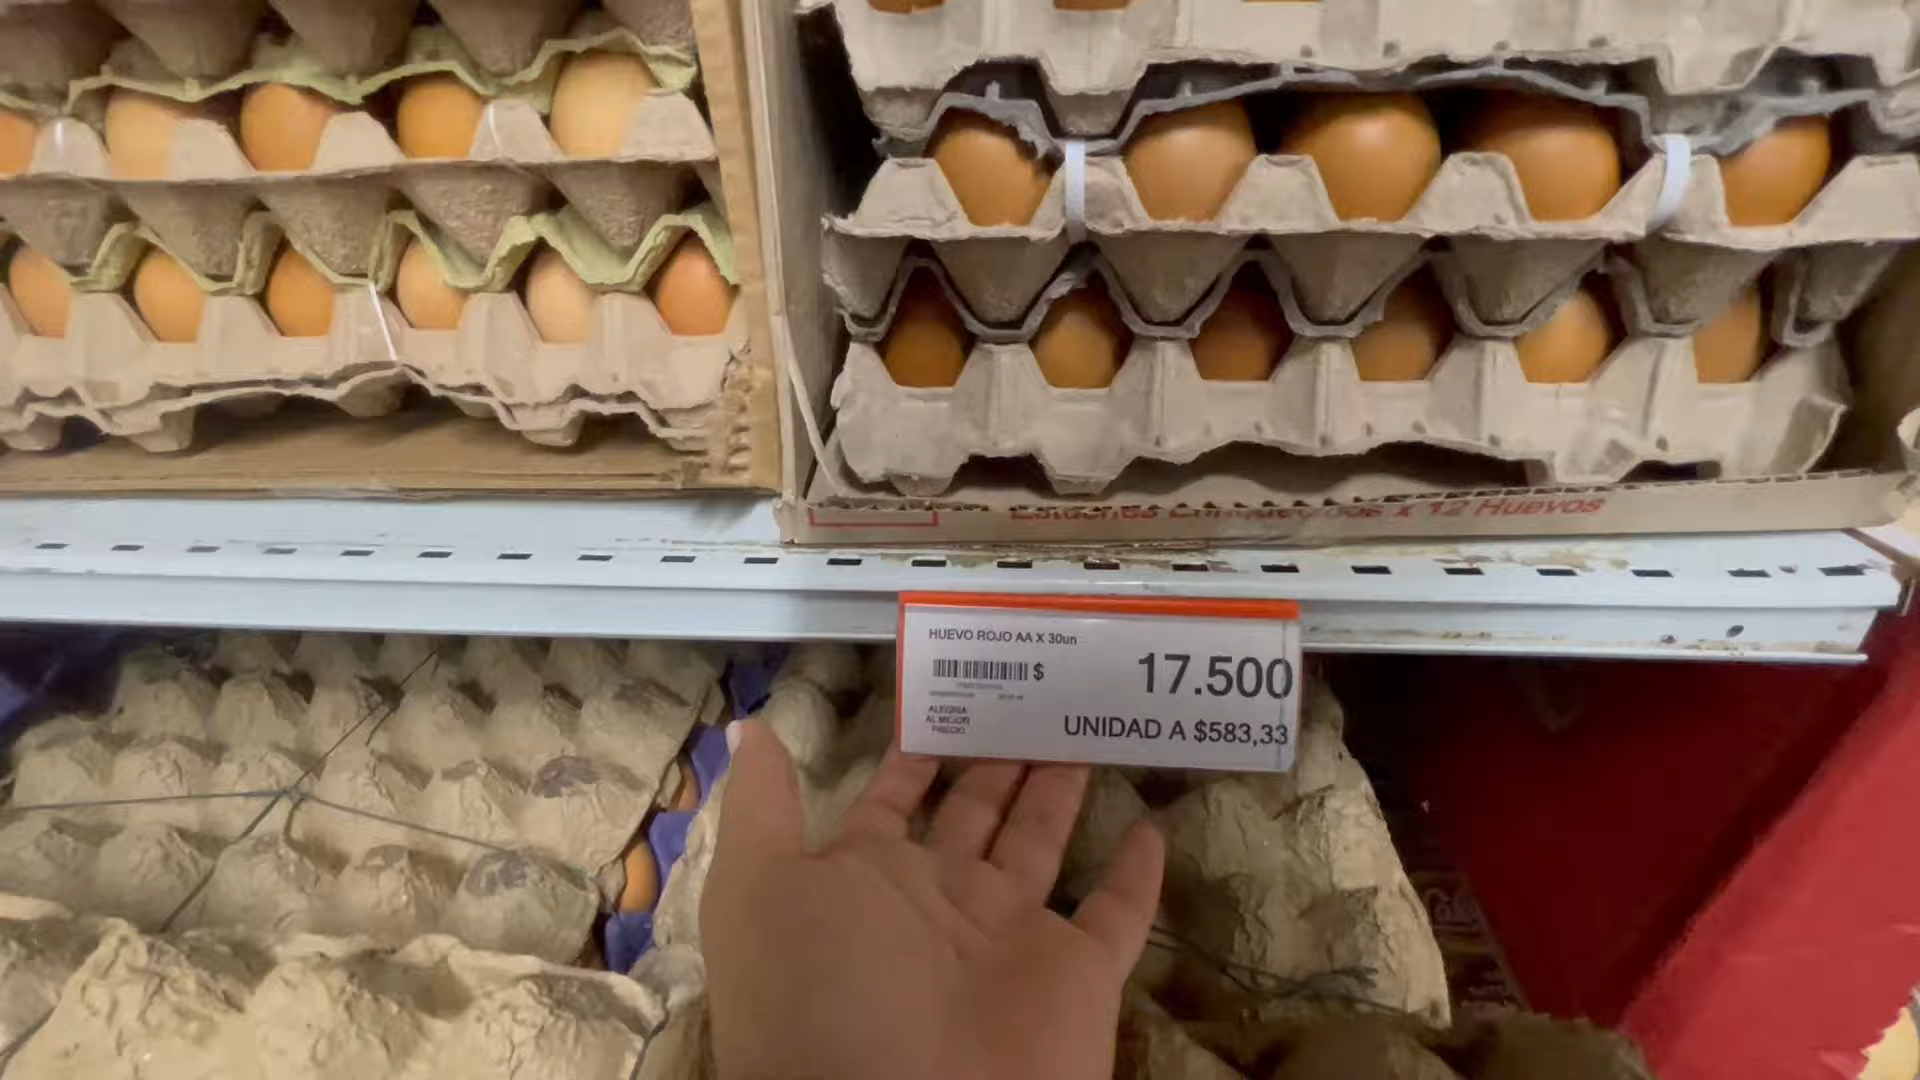 x 12 Huevos
HUEVO ROJO AA X 30un
$ 17.500
ALEGRIA
AL MEJOR
PRECIO
UNIDAD A $583,33